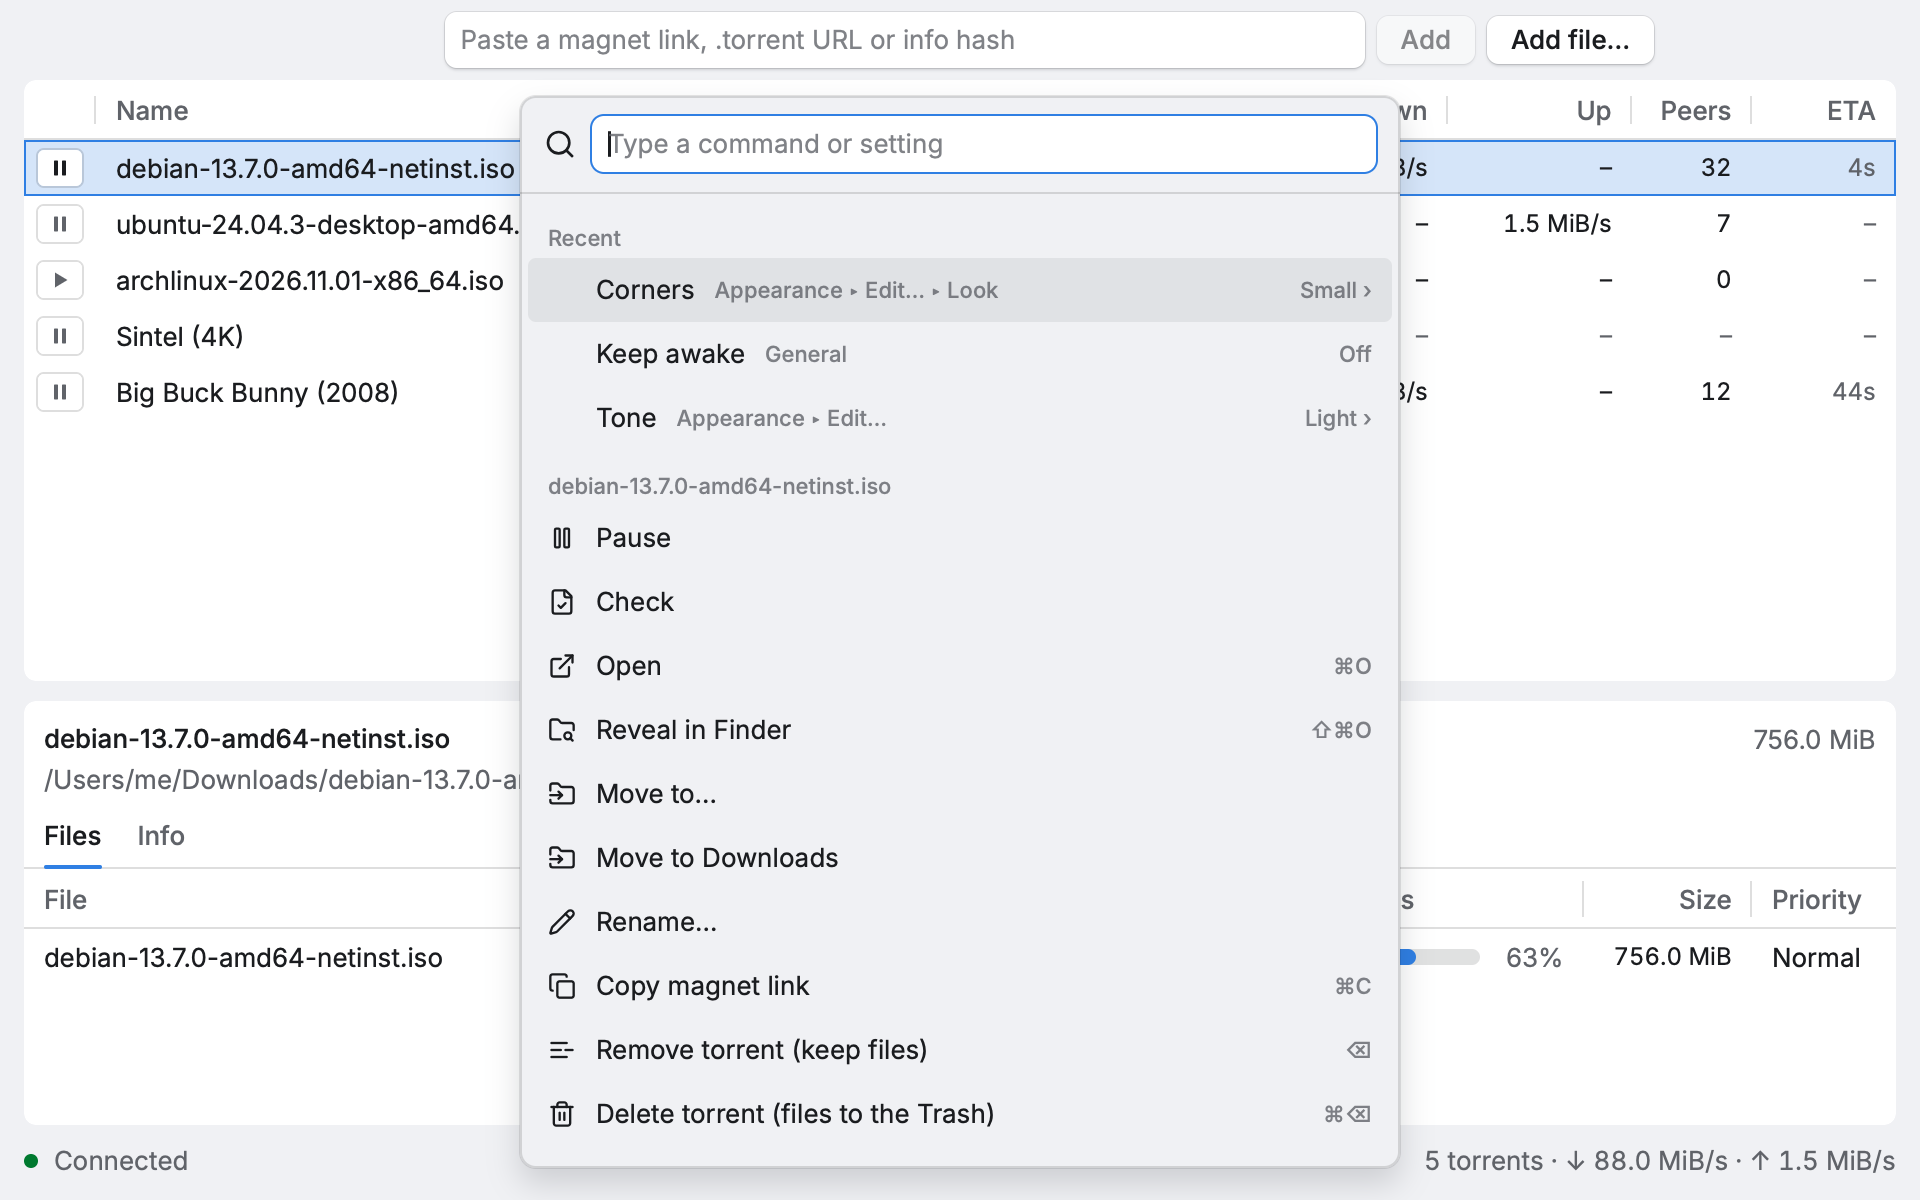 Paste a magnet link, .torrent URL or info hash
Add
Add file...
Name
Up
Peers
ETA
debian-13.7.0-amd64-netinst.iso
–
32
4s
ubuntu-24.04.3-desktop-amd64.
–
1.5 MiB/s
7
–
archlinux-2026.11.01-x86_64.iso
–
–
0
–
Sintel (4K)
–
–
–
–
Big Buck Bunny (2008)
–
12
44s
Type a command or setting
Recent
Corners Appearance ▸ Edit... ▸ Look Small ›
Keep awake General Off
Tone Appearance ▸ Edit... Light ›
debian-13.7.0-amd64-netinst.iso
Pause
Check
Open ⌘O
Reveal in Finder ⇧⌘O
Move to...
Move to Downloads
Rename...
Copy magnet link ⌘C
Remove torrent (keep files) ⌫
Delete torrent (files to the Trash) ⌘⌫
debian-13.7.0-amd64-netinst.iso
756.0 MiB
/Users/me/Downloads/debian-13.7.0-a
Files
Info
File
Size
Priority
debian-13.7.0-amd64-netinst.iso
63%
756.0 MiB
Normal
Connected
5 torrents · ↓ 88.0 MiB/s · ↑ 1.5 MiB/s